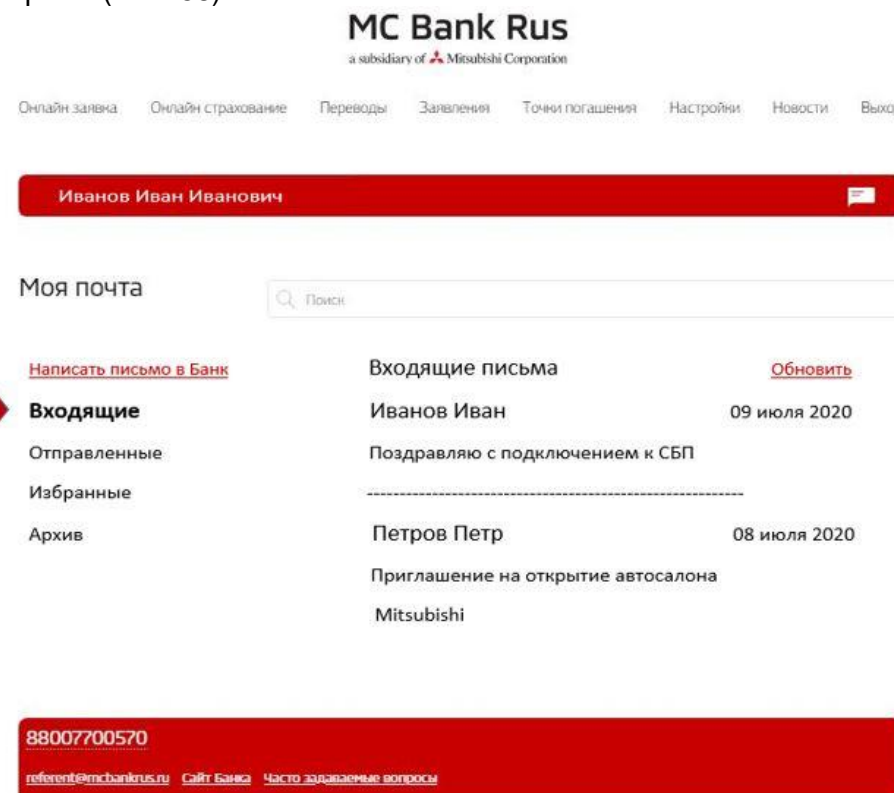 MC Bank Rus
a subsidiary of Mitsubishi Corporation
Онлайн заявка Онлайн страхование Переводы Заявления Точки погашения Настройки Новости
Иванов Иван Иванович
Моя почта
Поиск
Написать письмо в Банк Входящие письма Обновить
Входящие Иванов Иван 09 июля 2020
Отправленные Поздравляю с подключением к СБП
Избранные ----------------------------------------------------------
Архив Петров Петр 08 июля 2020
Приглашение на открытие автосалона
Mitsubishi
88007700570
referent@mcbankrus.ru Сайт Банка Часто задаваемые вопросы